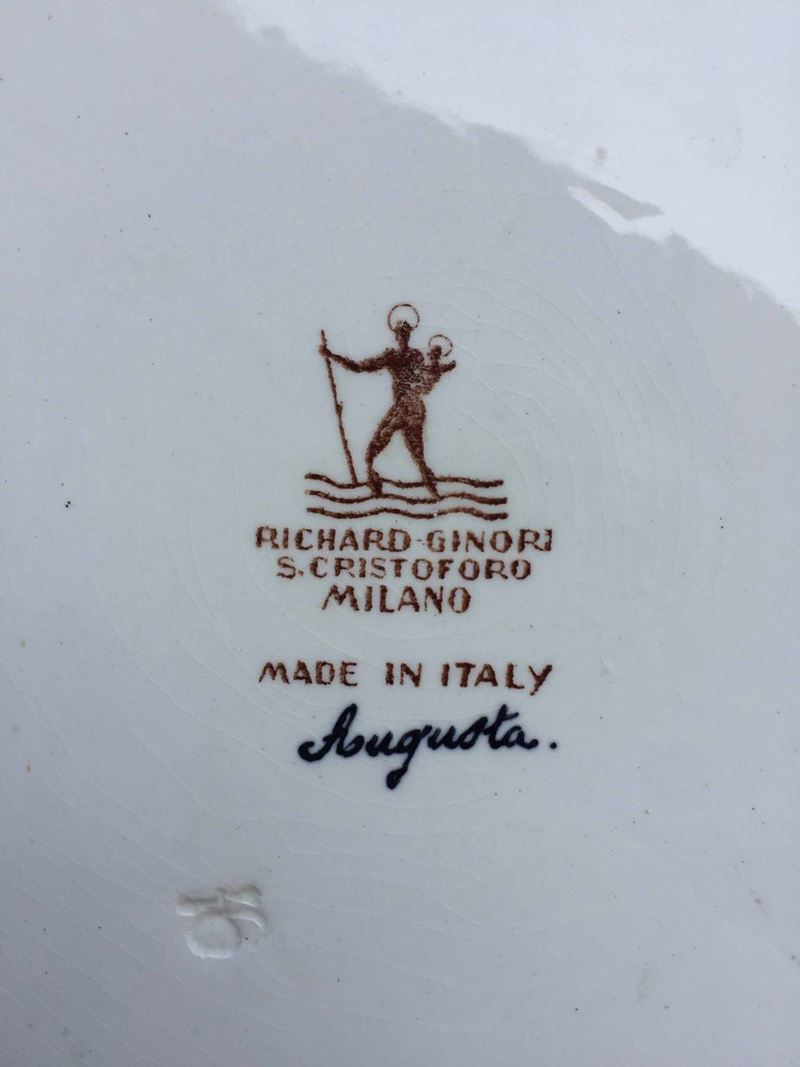 RICHARD-GINORI
S. CRISTOFORO
MILANO
MADE IN ITALY
Augusta.